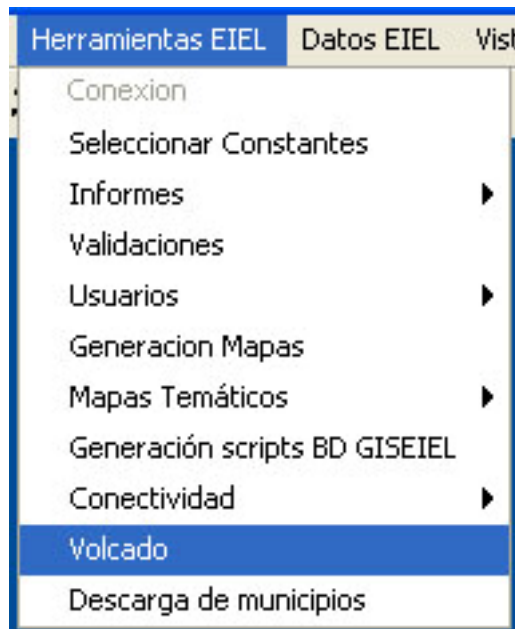 Herramientas EIEL Datos EIEL Vist
Conexion
Seleccionar Constantes
Informes
Validaciones
Usuarios
Generacion Mapas
Mapas Temáticos
Generación scripts BD GISEIEL
Conectividad
Volcado
Descarga de municipios